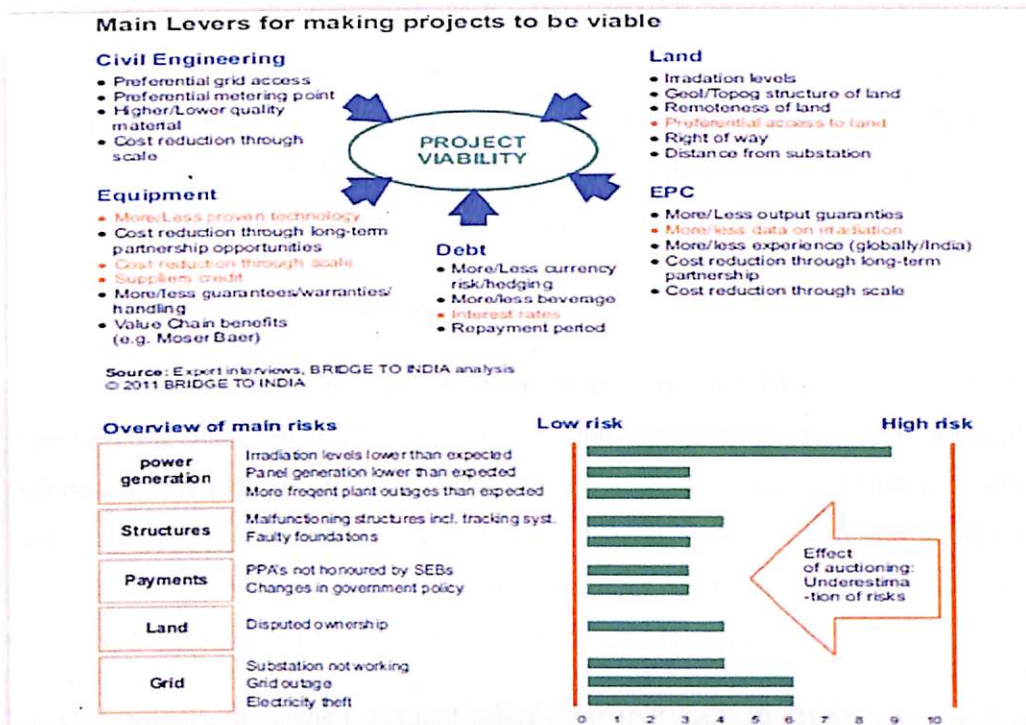 Main Levers for making projects to be viable
Civil Engineering
• Preferential grid access
• Preferential metering point
• Higher/Lower quality
material
• Cost reduction through
scale
Equipment
• More/Less proven technology
• Cost reduction through long-term
partnership opportunities
• Cost reduction through scale
• Suppliers credit
• More/less guarantees/warranties/
handling
• Value Chain benefits
(e.g. Moser Baer)
PROJECT
VIABILITY
Debt
• More/Less currency
risk/hedging
• More/less beverage
• Interest rates
• Repayment period
Land
• Irradation levels
• Geol/Topog structure of land
• Remoteness of land
• Preferential access to land
• Right of way
• Distance from substation
EPC
• More/Less output guaranties
• More/less data on irradiation
• More/less experience (globally/India)
• Cost reduction through long-term
partnership
• Cost reduction through scale
Source: Expert interviews, BRIDGE TO INDIA analysis
© 2011 BRIDGE TO INDIA
Overview of main risks
Low risk
High risk
power
generation
Irradiation levels lower than expected
Panel generation lower than expected
More freqent plant outages than expected
Structures
Malfunctioning structures incl. tracking syst.
Faulty foundations
Payments
PPA's not honoured by SEBs
Changes in government policy
Land
Disputed ownership
Grid
Substation not working
Grid outage
Electricity theft
Effect
of auctioning:
Underestima
-tion of risks
0 1 2 3 4 5 6 7 8 9 10